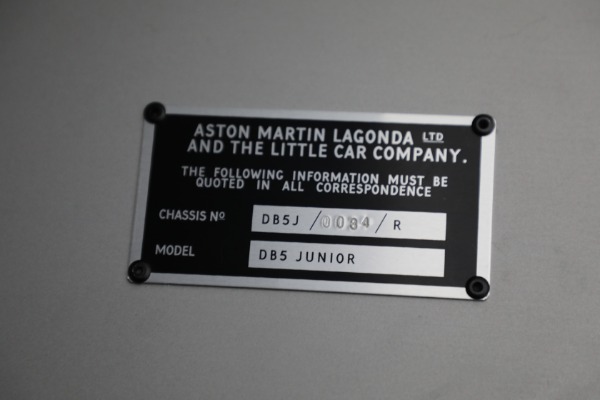 ASTON MARTIN LAGONDA LTD
AND THE LITTLE CAR COMPANY.
THE FOLLOWING INFORMATION MUST BE
QUOTED IN ALL CORRESPONDENCE
CHASSIS Nº DB5J /0084/ R
MODEL DB5 JUNIOR